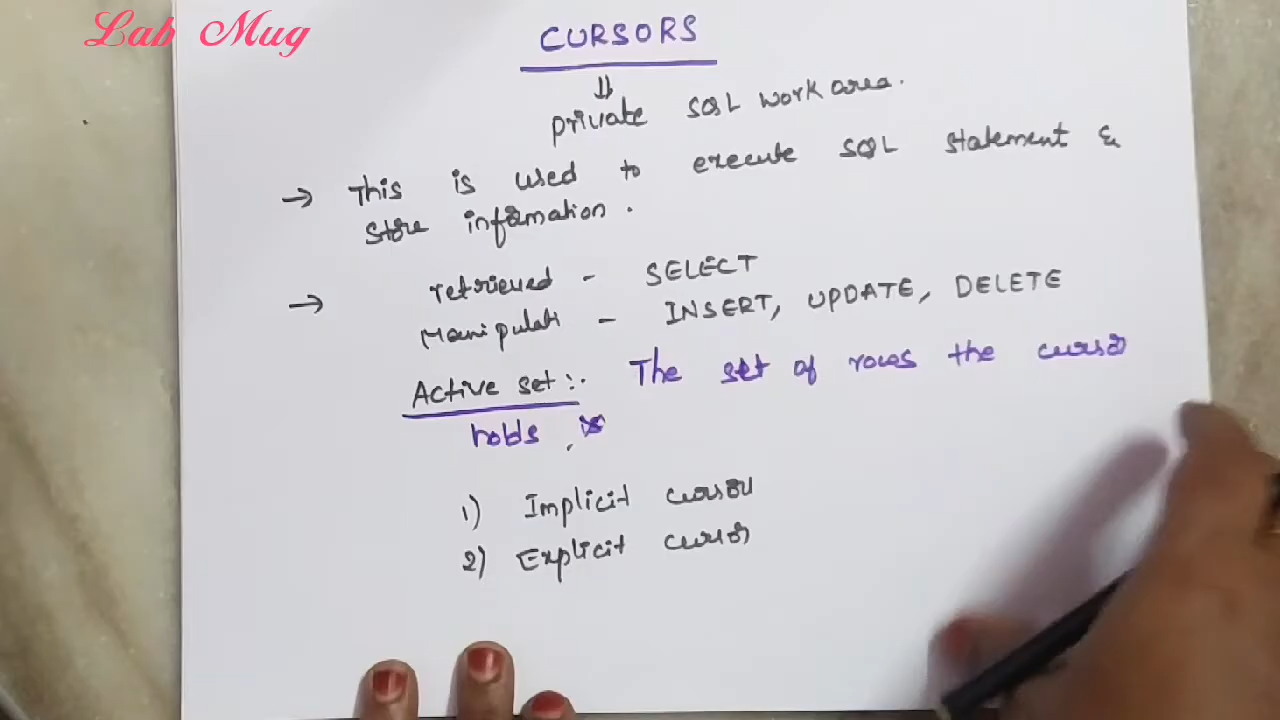 Lab Mug
CURSORS
⇓
private SQL work area.
→ This is used to execute SQL statement &
store information.
→ retrieved - SELECT
Manipulati - INSERT, UPDATE, DELETE
Active set:. The set of rows the cursor
holds.
1) Implicit cursor
2) Explicit cursor